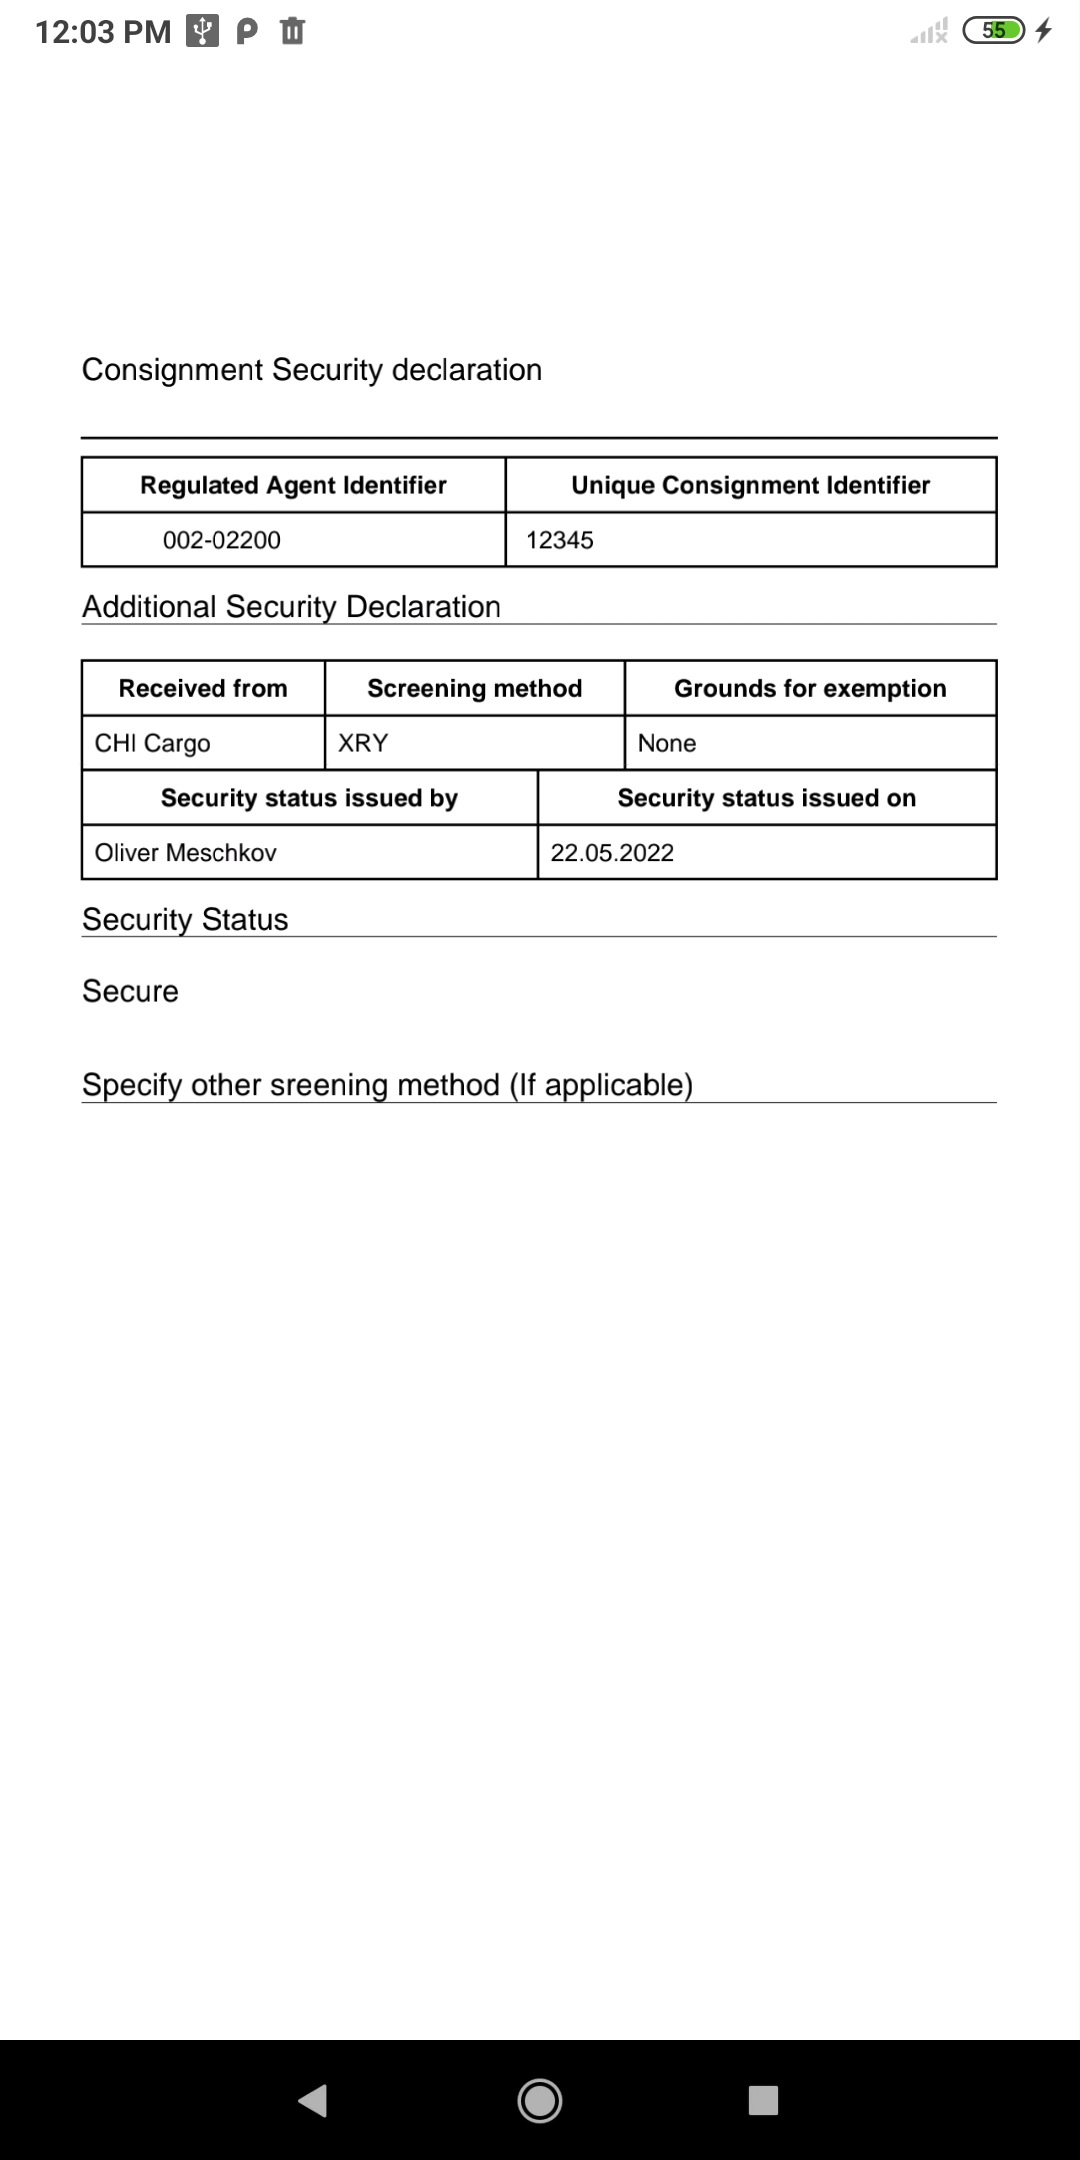 12:03 PM
55
Consignment Security declaration
Regulated Agent Identifier Unique Consignment Identifier
002-02200 12345
Additional Security Declaration
Received from Screening method Grounds for exemption
CHI Cargo XRY None
Security status issued by Security status issued on
Oliver Meschkov 22.05.2022
Security Status
Secure
Specify other sreening method (If applicable)